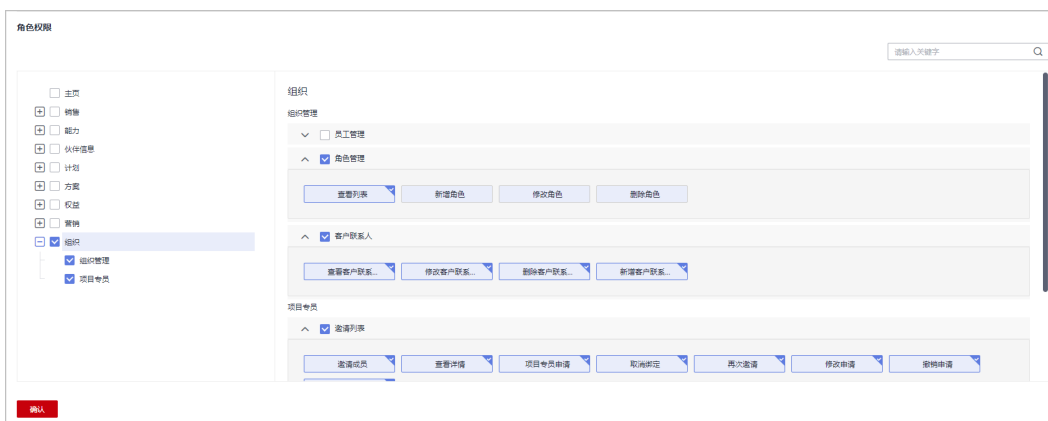 角色权限
请输入关键字
主页
销售
能力
伙伴信息
计划
方案
权益
营销
组织
组织管理
项目专员
组织
组织管理
员工管理
角色管理
查看列表 新增角色 修改角色 删除角色
客户联系人
查看客户联系... 修改客户联系... 删除客户联系... 新增客户联系...
项目专员
邀请列表
邀请成员 查看详情 项目专员申请 取消绑定 再次邀请 修改申请 撤销申请
确认